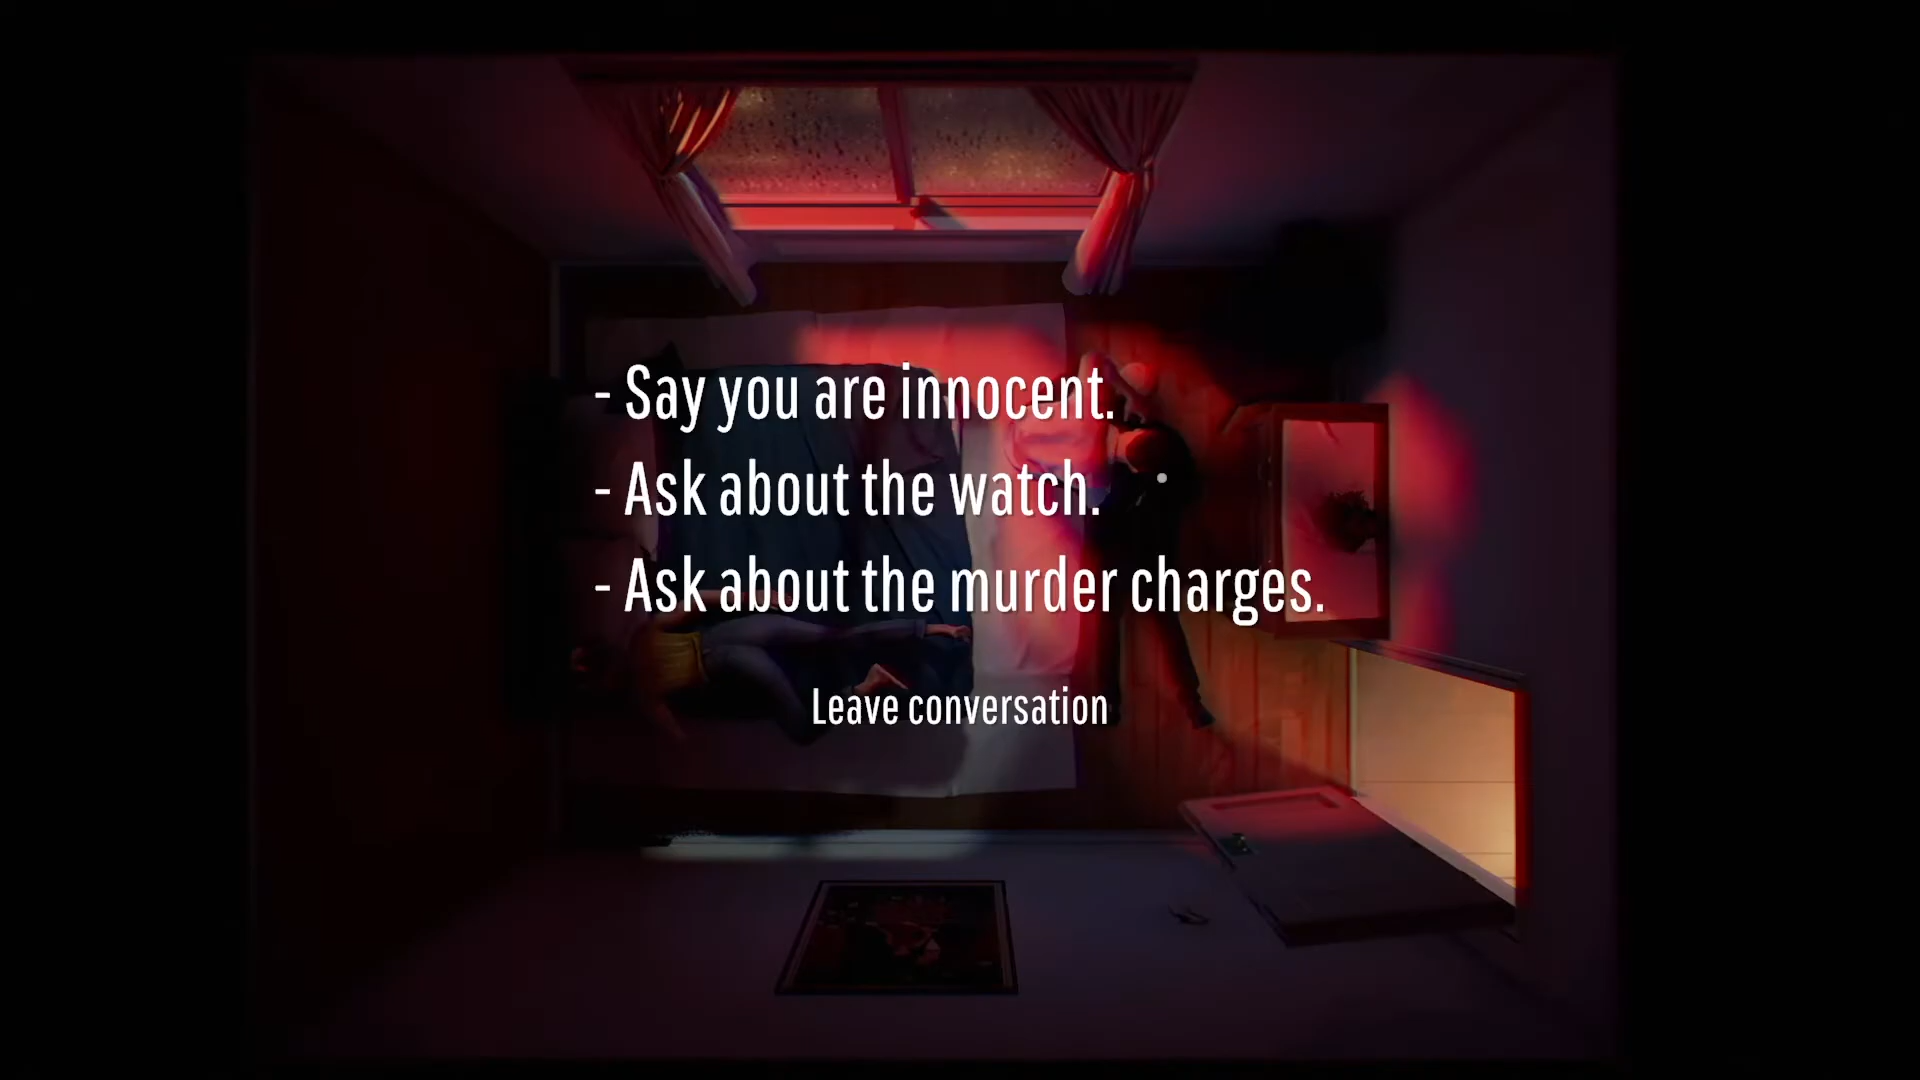 - Say you are innocent.
- Ask about the watch.
- Ask about the murder charges.
Leave conversation